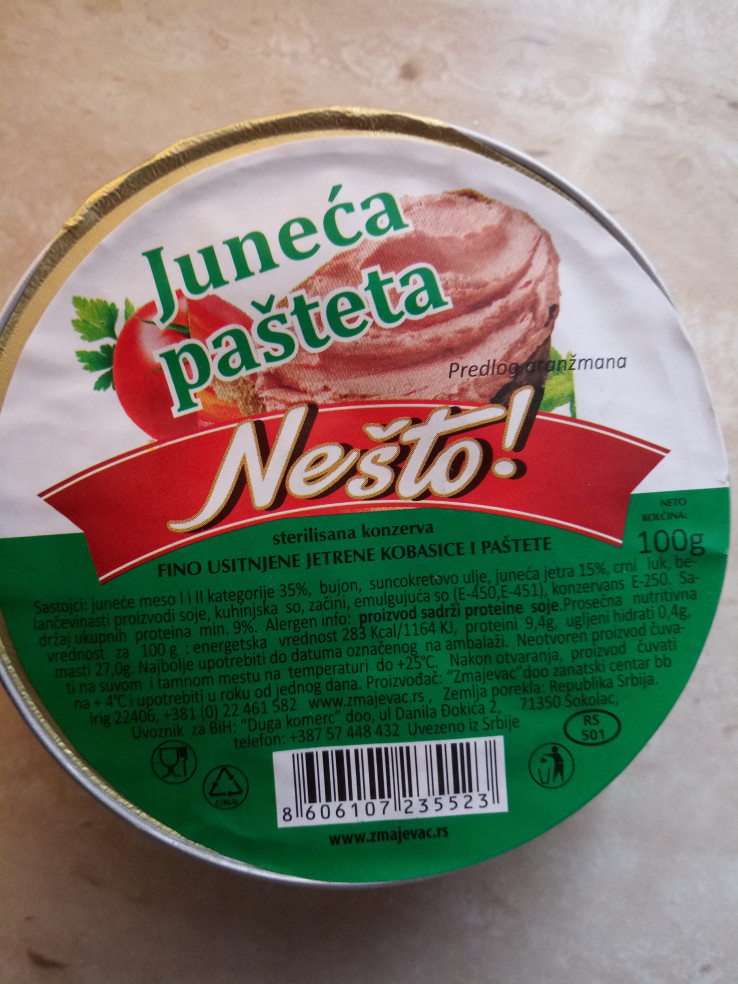 Juneća
pašteta
Predlog aranžmana
Nešto!
NETO
KOLČINA:
100g
sterilisana konzerva
FINO USITNJENE JETRENE KOBASICE I PAŠTETE
Sastojci: juneće meso I i II kategorije 35%, bujon, suncokretovo ulje, juneća jetra 15%, crni luk, be-
lančevinasti proizvodi soje, kuhinjska so, začini, emulgujuća so (E-450,E-451), konzervans E-250. Sa-
držaj ukupnih proteina min. 9%. Alergen info: proizvod sadrži proteine soje.Prosečna nutritivna
vrednost za 100 g : energetska vrednost 283 Kcal/1164 KJ, proteini 9,4g, ugljeni hidrati 0,4g,
masti 27,0g. Najbolje upotrebiti do datuma označenog na ambalaži. Neotvoren proizvod čuva-
ti na suvom i tamnom mestu na temperaturi do +25°C. Nakon otvaranja, proizvod čuvati
na + 4°C i upotrebiti u roku od jednog dana. Proizvođač: "Zmajevac"doo zanatski centar bb
Irig 22406, +381 (0) 22 461 582 www.zmajevac.rs , Zemlja porekla: Republika Srbija.
Uvoznik za BiH: "Duga komerc" doo, ul Danila Đokića 2, 71350 Sokolac,
telefon: +387 57 448 432 Uvezeno iz Srbije
RS
501
8 606107 235523
www.zmajevac.rs